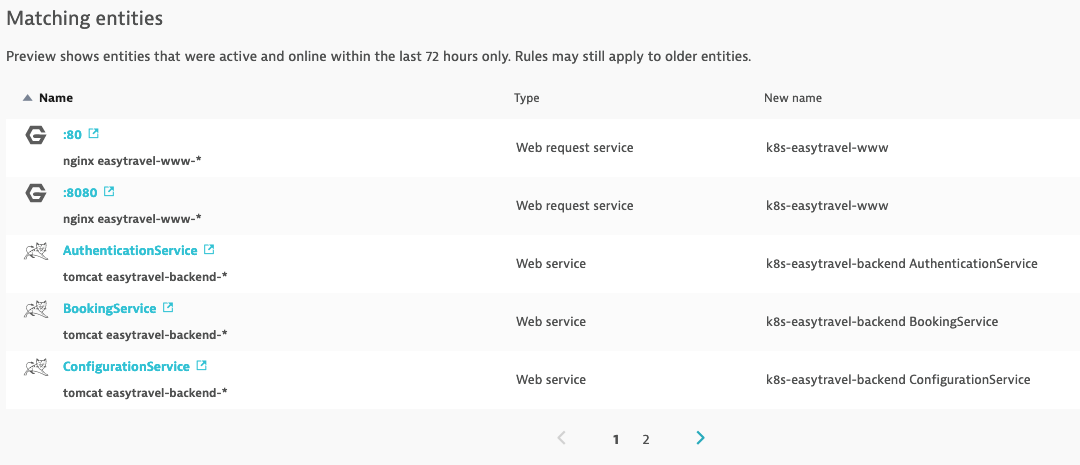 Matching entities
Preview shows entities that were active and online within the last 72 hours only. Rules may still apply to older entities.
Name Type New name
:80
nginx easytravel-www-*
Web request service k8s-easytravel-www
:8080
nginx easytravel-www-*
Web request service k8s-easytravel-www
AuthenticationService
tomcat easytravel-backend-*
Web service k8s-easytravel-backend AuthenticationService
BookingService
tomcat easytravel-backend-*
Web service k8s-easytravel-backend BookingService
ConfigurationService
tomcat easytravel-backend-*
Web service k8s-easytravel-backend ConfigurationService
1 2